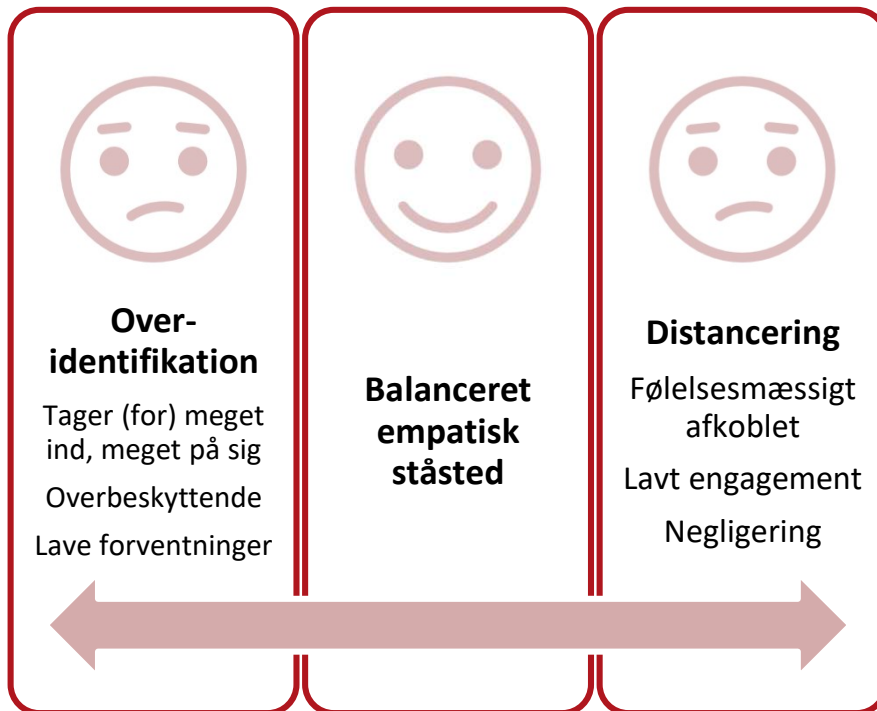 Over-
identifikation
Tager (for) meget
ind, meget på sig
Overbeskyttende
Lave forventninger
Balanceret
empatisk
ståsted
Distancering
Følelsesmæssigt
afkoblet
Lavt engagement
Negligering